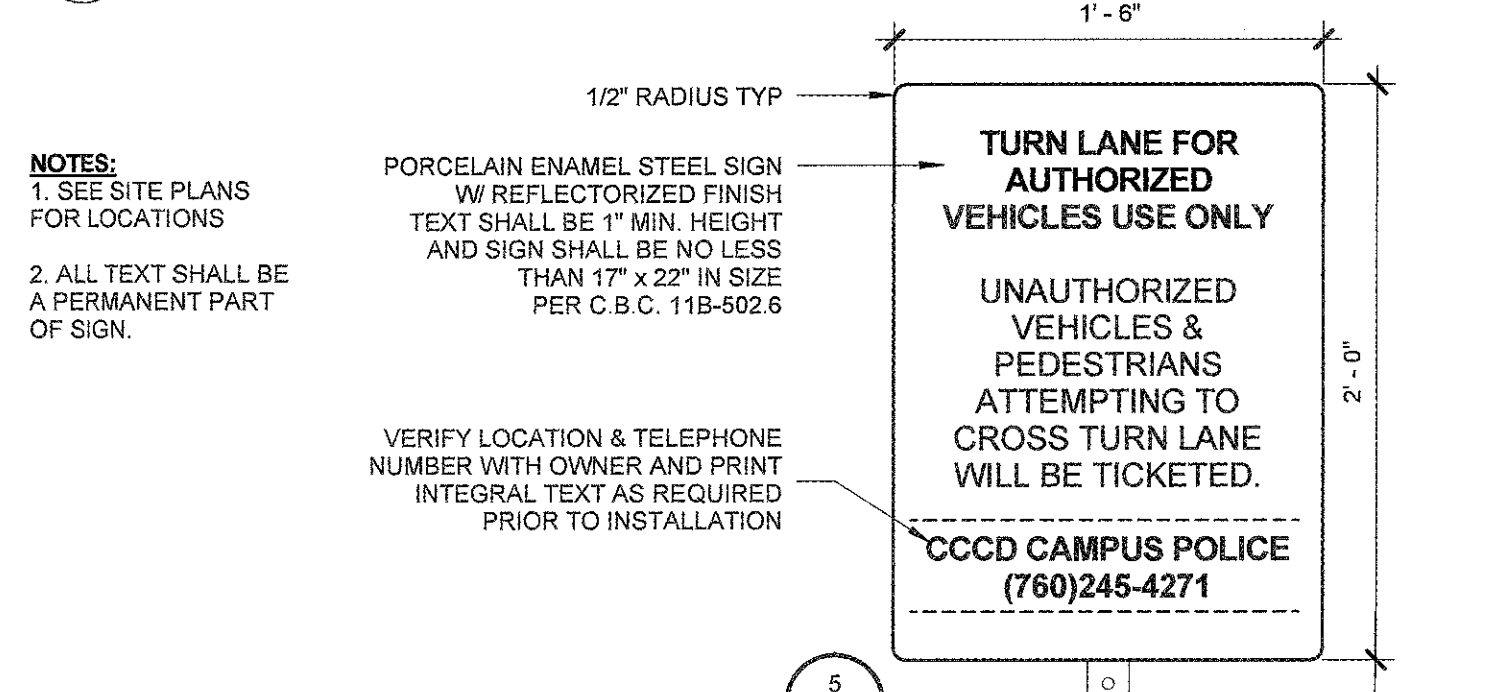 1' - 6"
1/2" RADIUS TYP
NOTES:
1. SEE SITE PLANS
FOR LOCATIONS
2. ALL TEXT SHALL BE
A PERMANENT PART
OF SIGN.
PORCELAIN ENAMEL STEEL SIGN
W/ REFLECTORIZED FINISH
TEXT SHALL BE 1" MIN. HEIGHT
AND SIGN SHALL BE NO LESS
THAN 17" x 22" IN SIZE
PER C.B.C. 11B-502.6
VERIFY LOCATION & TELEPHONE
NUMBER WITH OWNER AND PRINT
INTEGRAL TEXT AS REQUIRED
PRIOR TO INSTALLATION
TURN LANE FOR
AUTHORIZED
VEHICLES USE ONLY
UNAUTHORIZED
VEHICLES &
PEDESTRIANS
ATTEMPTING TO
CROSS TURN LANE
WILL BE TICKETED.
CCCD CAMPUS POLICE
(760)245-4271
2' - 0"
5